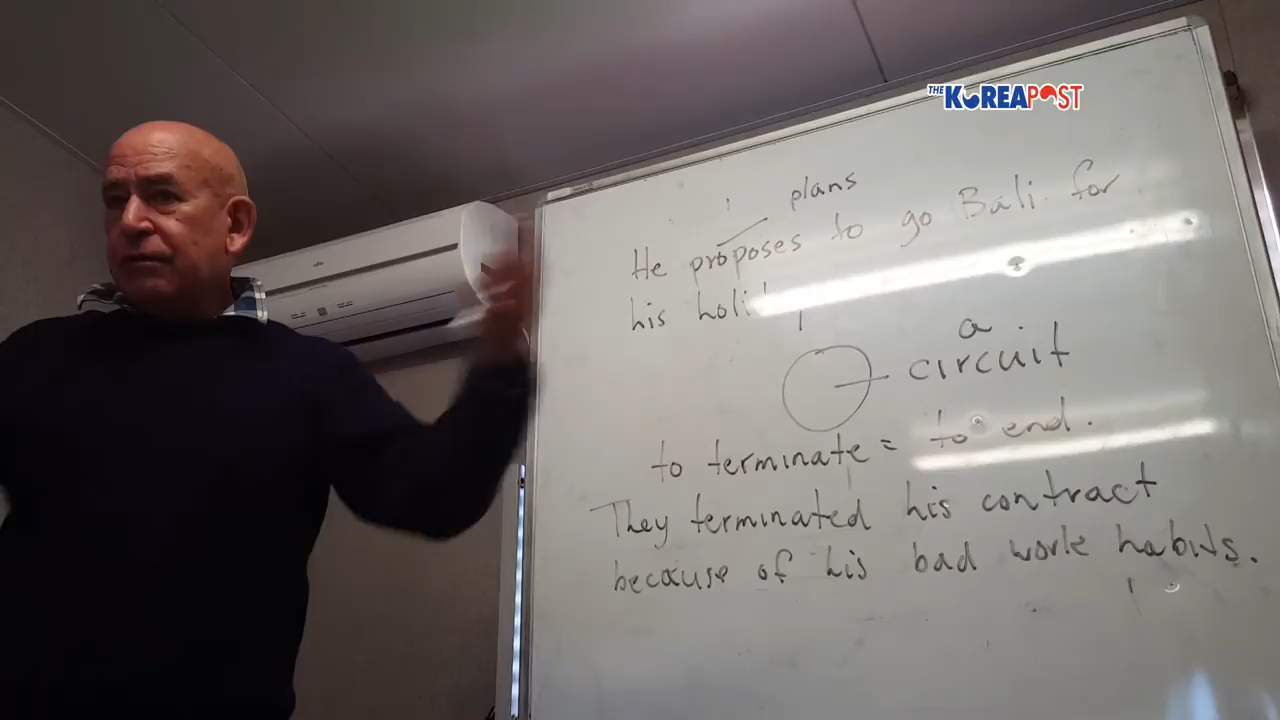 THE KOREAPOST
plans
He proposes to go Bali for
his
a
circuit
to terminate = to end.
They terminated his contract
because of his bad work habits.